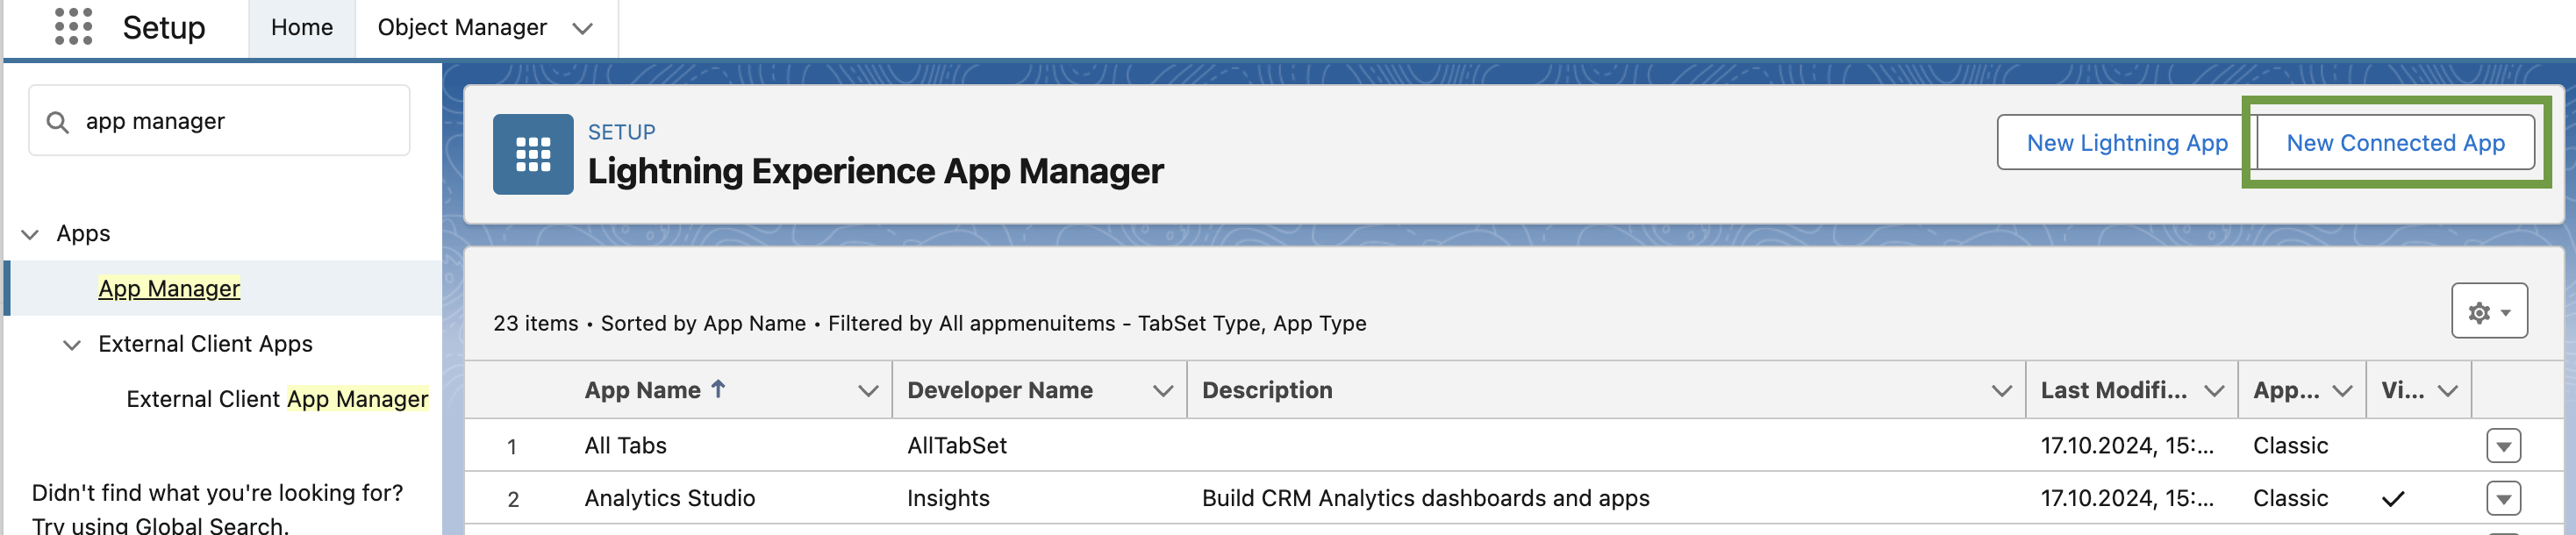 Setup
Home
Object Manager
app manager
Apps
App Manager
External Client Apps
External Client App Manager
Didn't find what you're looking for?
Try using Global Search.
SETUP
Lightning Experience App Manager
New Lightning App
New Connected App
23 items • Sorted by App Name • Filtered by All appmenuitems - TabSet Type, App Type
App Name Developer Name Description Last Modifi... App... Vi...
1 All Tabs AllTabSet 17.10.2024, 15:... Classic
2 Analytics Studio Insights Build CRM Analytics dashboards and apps 17.10.2024, 15:... Classic